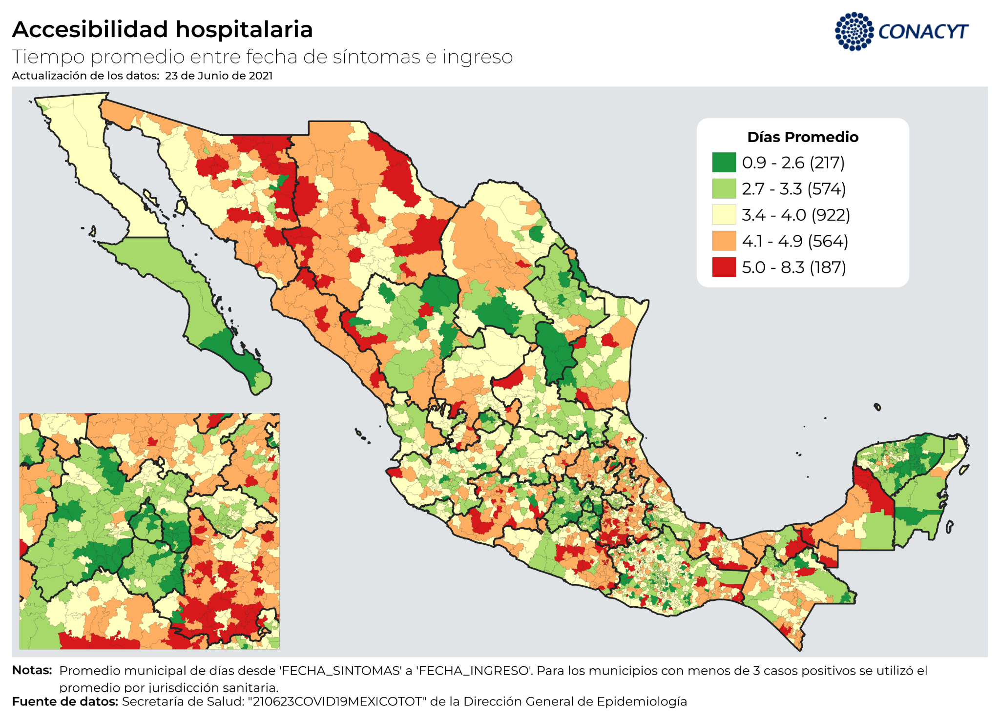 Accesibilidad hospitalaria
CONACYT
Tiempo promedio entre fecha de síntomas e ingreso
Actualización de los datos: 23 de Junio de 2021
Días Promedio
0.9 - 2.6 (217)
2.7 - 3.3 (574)
3.4 - 4.0 (922)
4.1 - 4.9 (564)
5.0 - 8.3 (187)
Notas: Promedio municipal de días desde 'FECHA_SINTOMAS' a 'FECHA_INGRESO'. Para los municipios con menos de 3 casos positivos se utilizó el
promedio por jurisdicción sanitaria.
Fuente de datos: Secretaría de Salud: "210623COVID19MEXICOTOT" de la Dirección General de Epidemiología